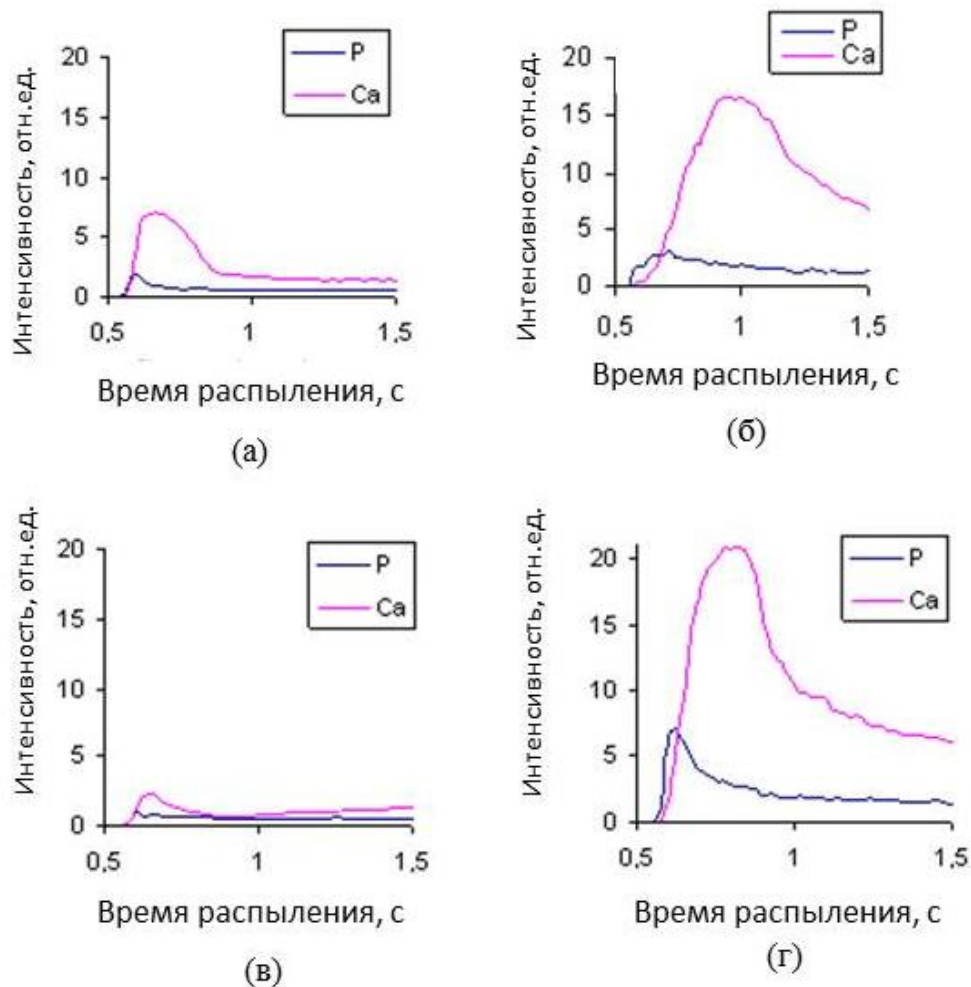 P
Ca
20
15
10
5
0
0,5
1
1,5
Интенсивность, отн.ед.
Время распыления, с
(а)
P
Ca
20
15
10
5
0
0,5
1
1,5
Интенсивность, отн.ед.
Время распыления, с
(б)
P
Ca
20
15
10
5
0
0,5
1
1,5
Интенсивность, отн.ед.
Время распыления, с
(в)
P
Ca
20
15
10
5
0
0,5
1
1,5
Интенсивность, отн.ед.
Время распыления, с
(г)